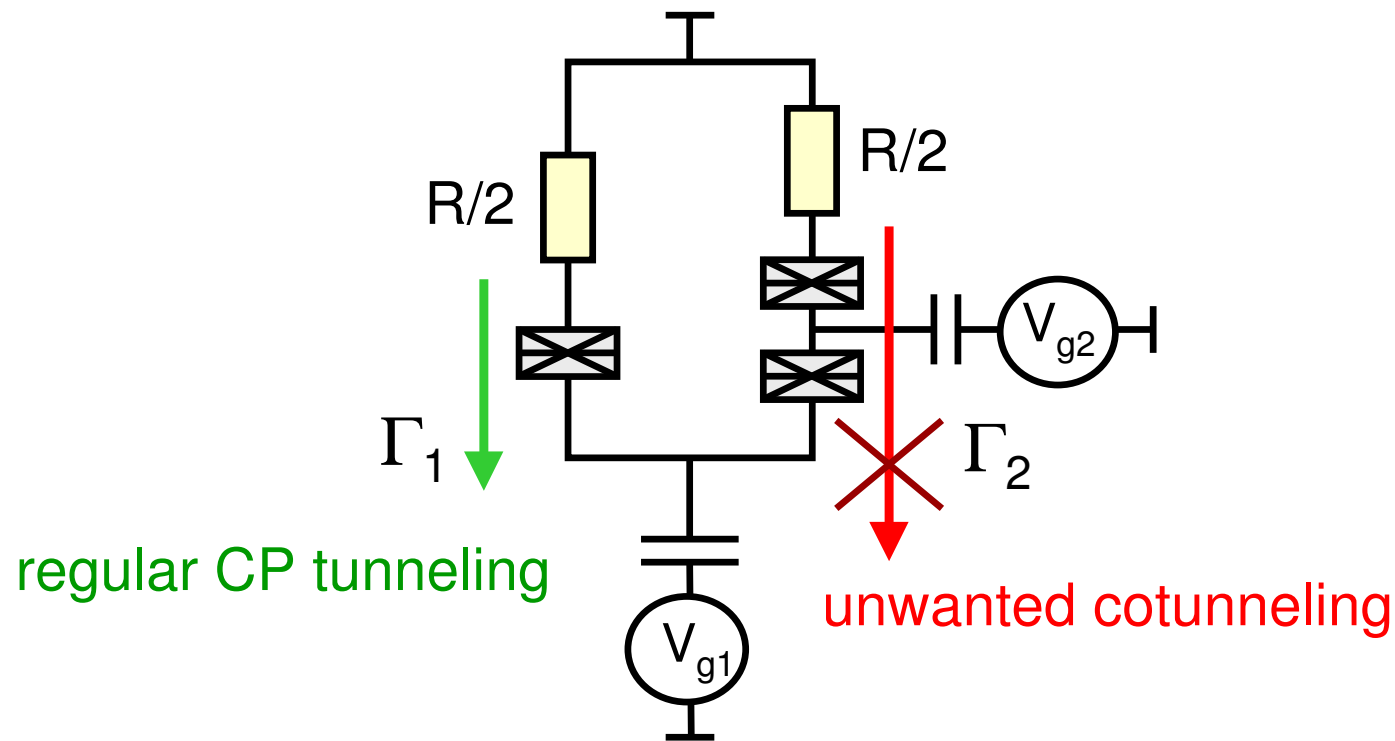 R/2
R/2
V_g2
Γ_1
Γ_2
regular CP tunneling
unwanted cotunneling
V_g1